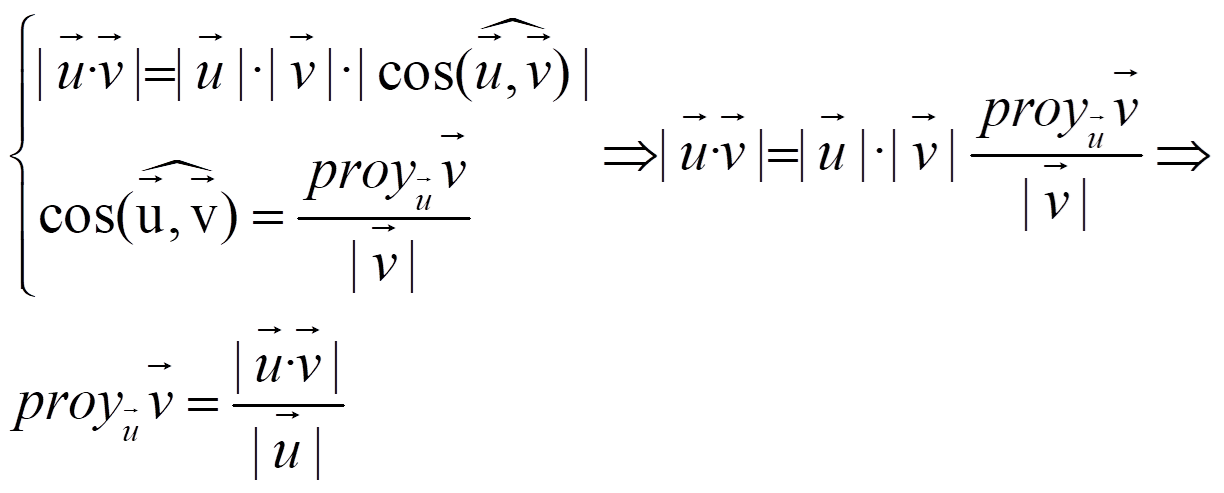 |u⃗·v⃗|=|u⃗|·|v⃗|·|cos(u⃗,v⃗)| ⇒|u⃗·v⃗|=|u⃗|·|v⃗| proy_u⃗ v⃗ / |v⃗| ⇒
cos(u⃗,v⃗) = proy_u⃗ v⃗ / |v⃗|
proy_u⃗ v⃗ = |u⃗·v⃗| / |u⃗|